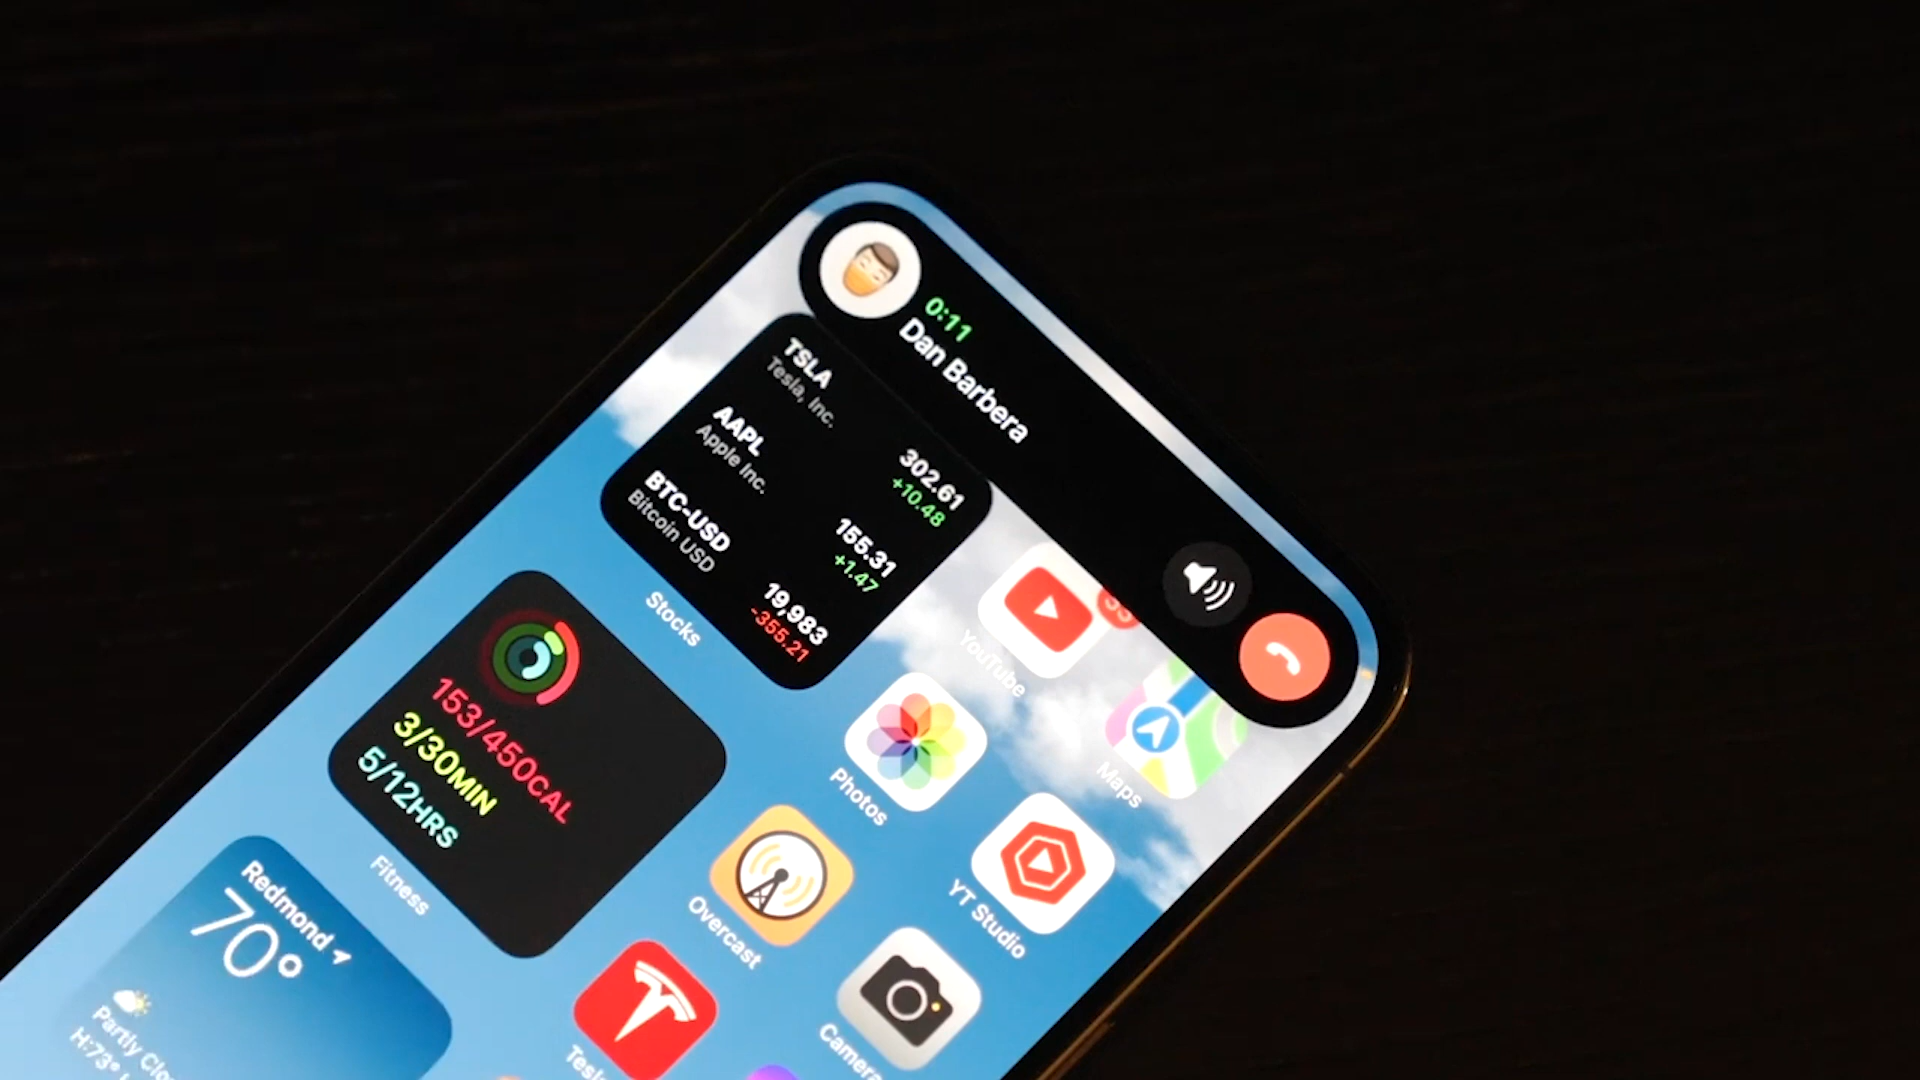 0:11
Dan Barbera
TSLA
Tesla, Inc.
302.61
+10.48
AAPL
Apple Inc.
155.31
+1.47
BTC-USD
Bitcoin USD
19,983
-355.21
Stocks
YouTube
Maps
153/450CAL
3/30MIN
5/12HRS
Fitness
Photos
YT Studio
Redmond
70°
Partly
H:73°
Overcast
Camera